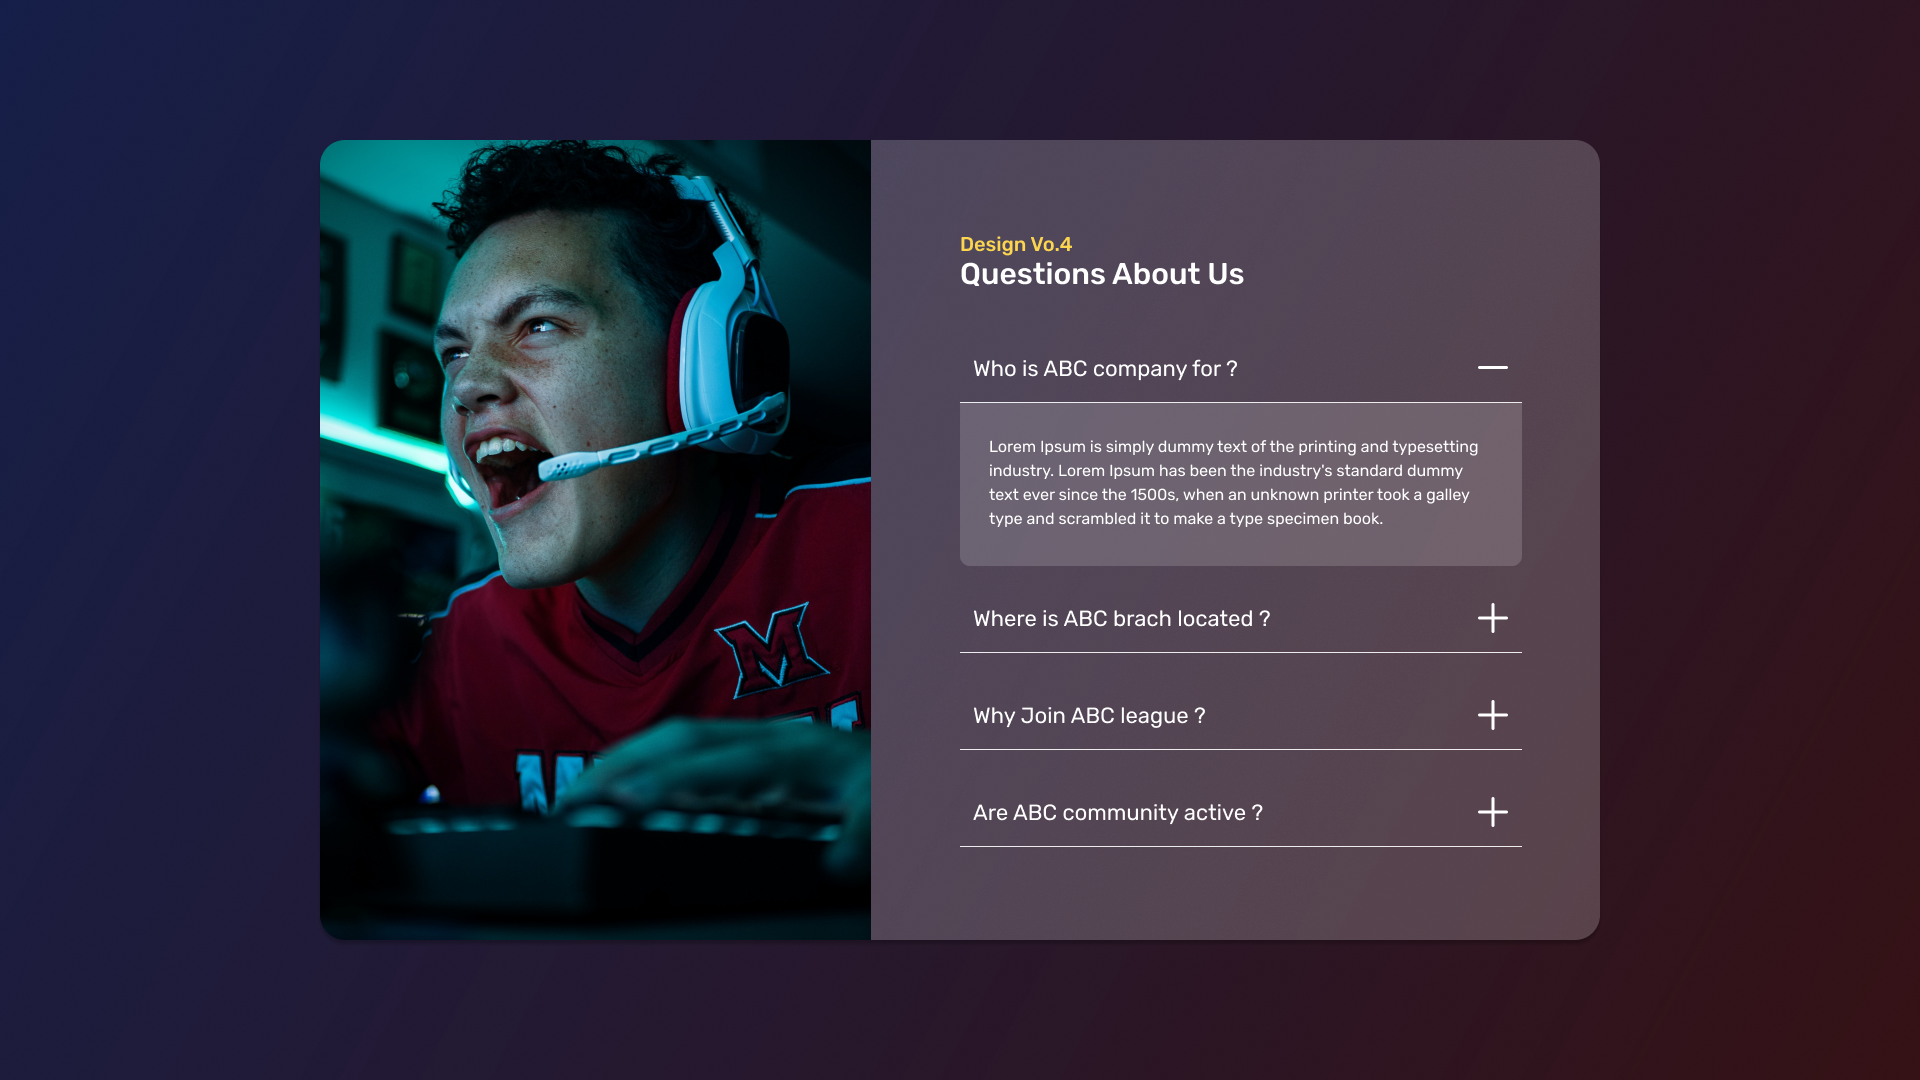 Design Vo.4
Questions About Us
Who is ABC company for ?
Lorem Ipsum is simply dummy text of the printing and typesetting
industry. Lorem Ipsum has been the industry's standard dummy
text ever since the 1500s, when an unknown printer took a galley
type and scrambled it to make a type specimen book.
Where is ABC brach located ?
Why Join ABC league ?
Are ABC community active ?
M